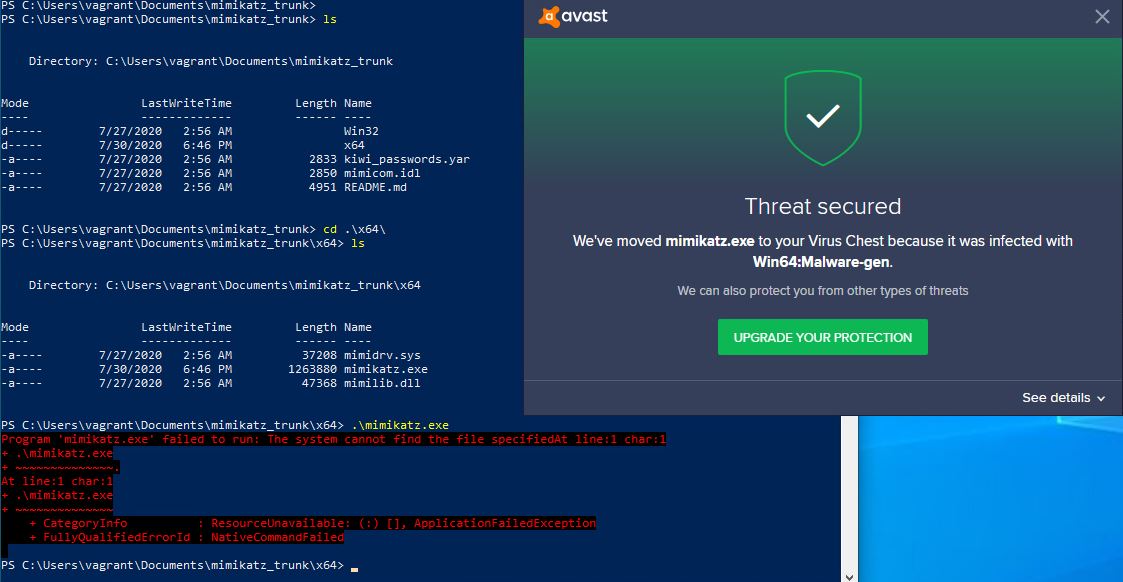 PS C:\Users\vagrant\Documents\mimikatz_trunk>
PS C:\Users\vagrant\Documents\mimikatz_trunk> ls
Directory: C:\Users\vagrant\Documents\mimikatz_trunk
Mode LastWriteTime Length Name
---- ------------- ------ ----
d----- 7/27/2020 2:56 AM Win32
d----- 7/30/2020 6:46 PM x64
-a---- 7/27/2020 2:56 AM 2833 kiwi_passwords.yar
-a---- 7/27/2020 2:56 AM 2850 mimicom.idl
-a---- 7/27/2020 2:56 AM 4951 README.md
PS C:\Users\vagrant\Documents\mimikatz_trunk> cd .\x64\
PS C:\Users\vagrant\Documents\mimikatz_trunk\x64> ls
Directory: C:\Users\vagrant\Documents\mimikatz_trunk\x64
Mode LastWriteTime Length Name
---- ------------- ------ ----
-a---- 7/27/2020 2:56 AM 37208 mimidrv.sys
-a---- 7/30/2020 6:46 PM 1263880 mimikatz.exe
-a---- 7/27/2020 2:56 AM 47368 mimilib.dll
PS C:\Users\vagrant\Documents\mimikatz_trunk\x64> .\mimikatz.exe
Program 'mimikatz.exe' failed to run: The system cannot find the file specifiedAt line:1 char:1
+ .\mimikatz.exe
+ ~~~~~~~~~~~~~~.
At line:1 char:1
+ .\mimikatz.exe
+ ~~~~~~~~~~~~~~
+ CategoryInfo : ResourceUnavailable: (:) [], ApplicationFailedException
+ FullyQualifiedErrorId : NativeCommandFailed
PS C:\Users\vagrant\Documents\mimikatz_trunk\x64> _
avast
Threat secured
We've moved mimikatz.exe to your Virus Chest because it was infected with
Win64:Malware-gen.
We can also protect you from other types of threats
UPGRADE YOUR PROTECTION
See details